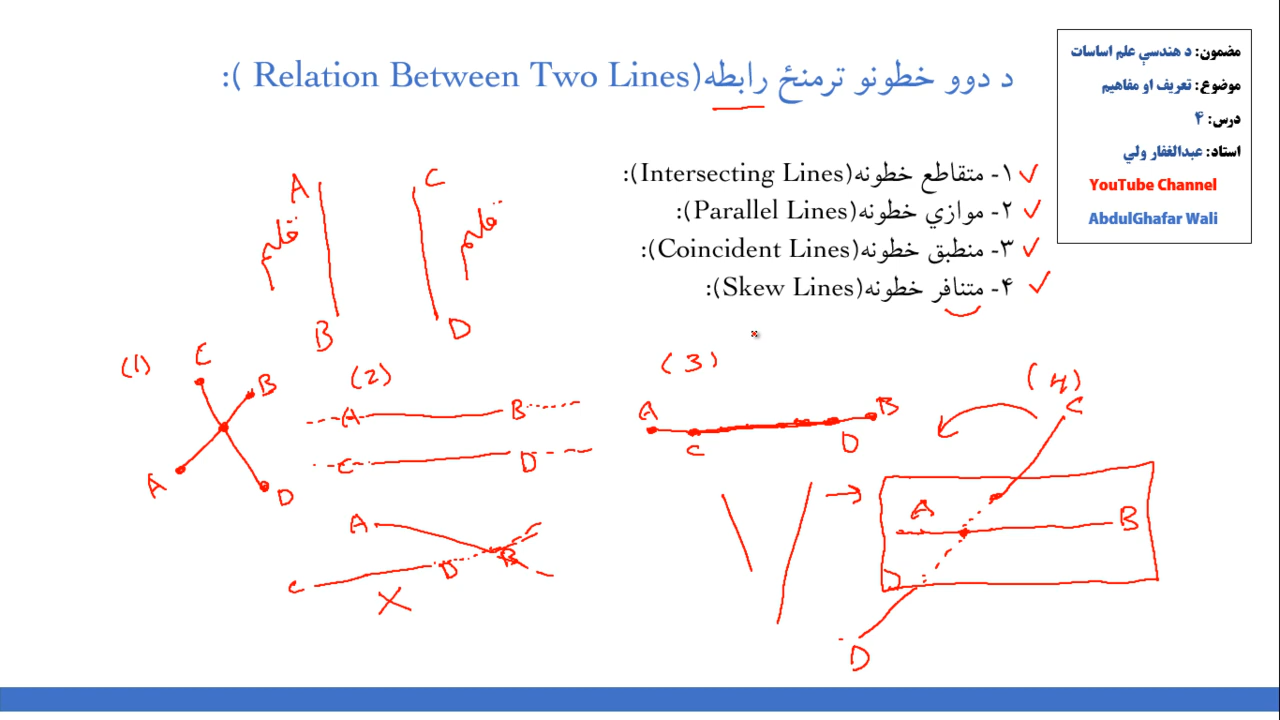 د دوو خطونو ترمنځ رابطه(Relation Between Two Lines ):
مضمون: د هندسې علم اساسات
موضوع: تعریف او مفاهیم
درس: ۴
استاد: عبدالغفار ولي
YouTube Channel
AbdulGhafar Wali
۱- متقاطع خطونه(Intersecting Lines):
۲- موازي خطونه(Parallel Lines):
۳- منطبق خطونه(Coincident Lines):
۴- متنافر خطونه(Skew Lines):
A C
قلم قلم
B D
(1) C B A D
(2) A B
C D
A B
C D
(3) A B
C D
(4) C
A B
D